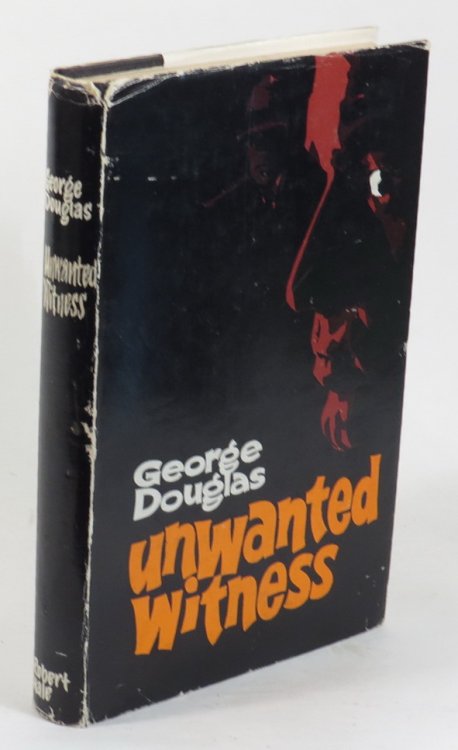 George
Douglas
Unwanted
Witness
Robert
Hale
George
Douglas
unwanted
witness